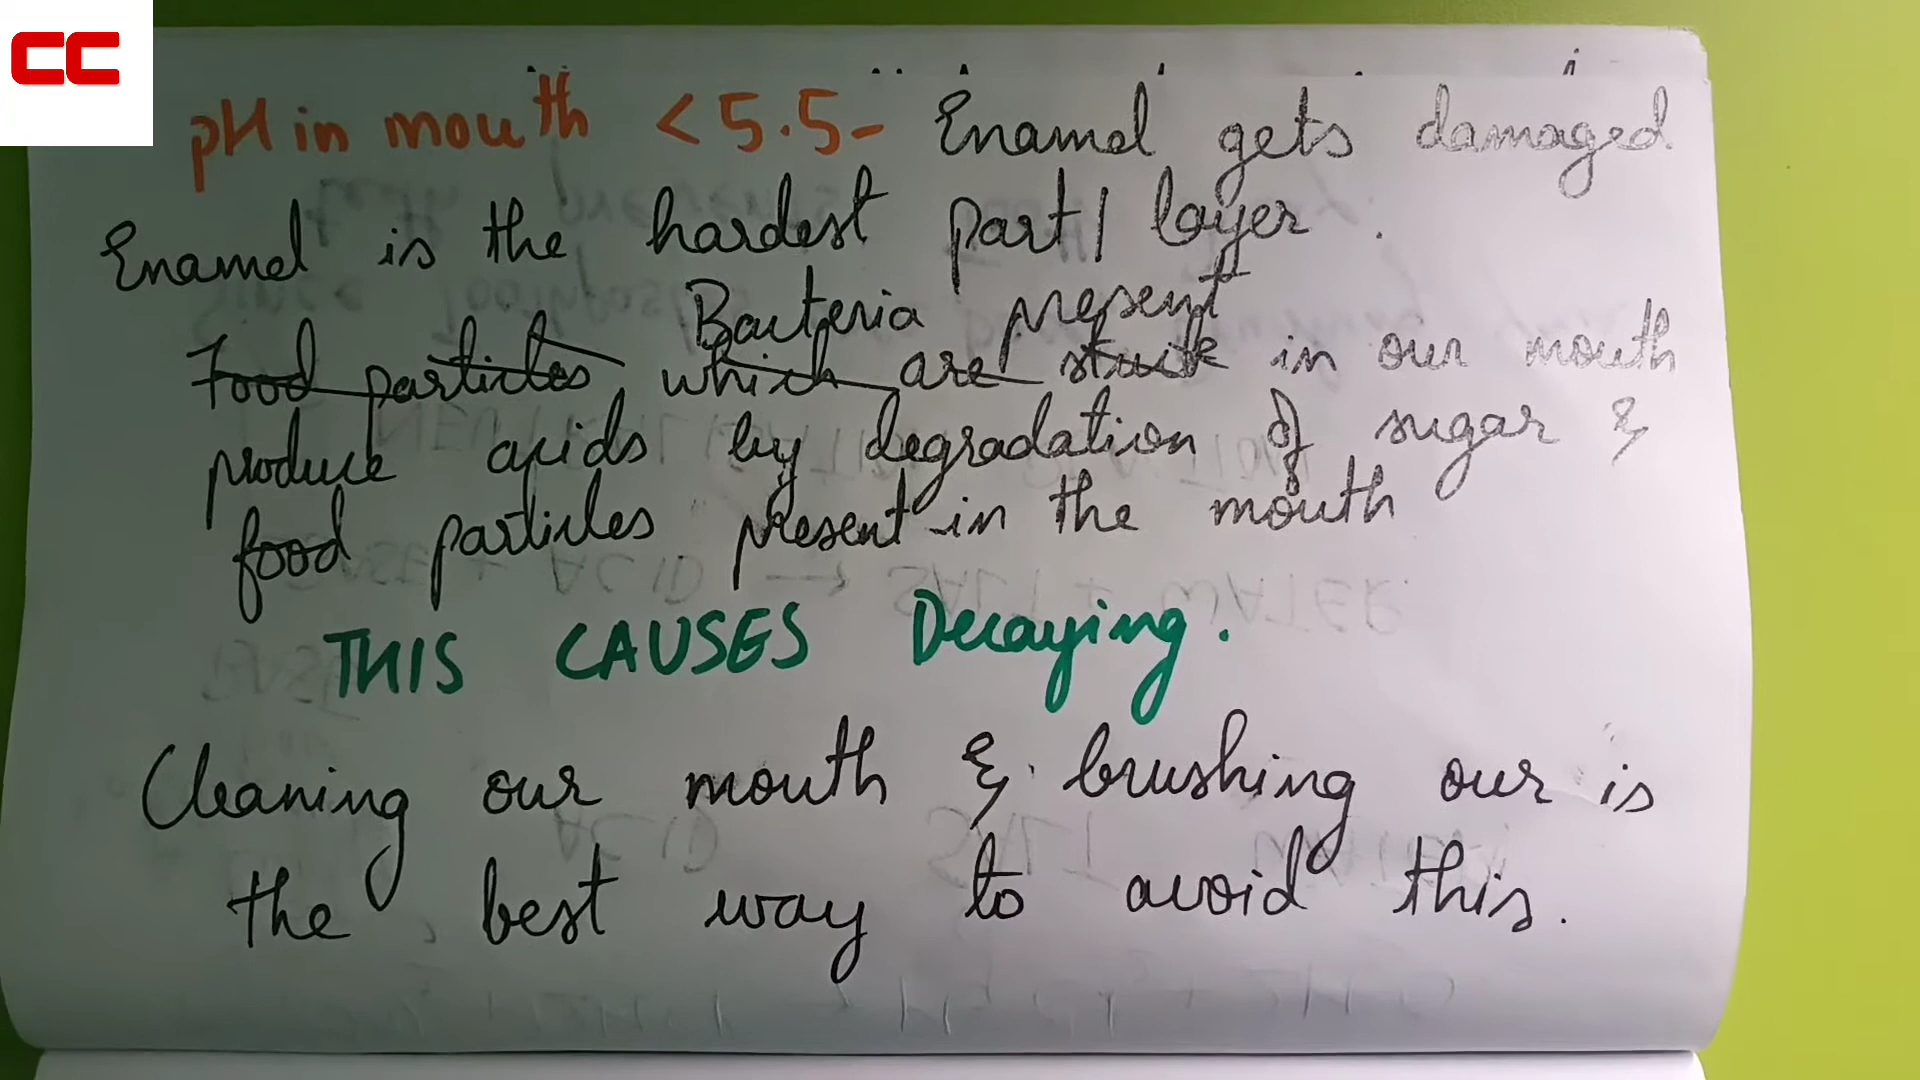 CC
pH in mouth < 5.5- Enamel gets damaged
Enamel is the hardest part/ layer.
Bacteria present
Food particles which are stuck in our mouth
produce acids by degradation of sugar &
food particles present in the mouth
THIS CAUSES Decaying.
Cleaning our mouth & brushing our is
the best way to avoid this.